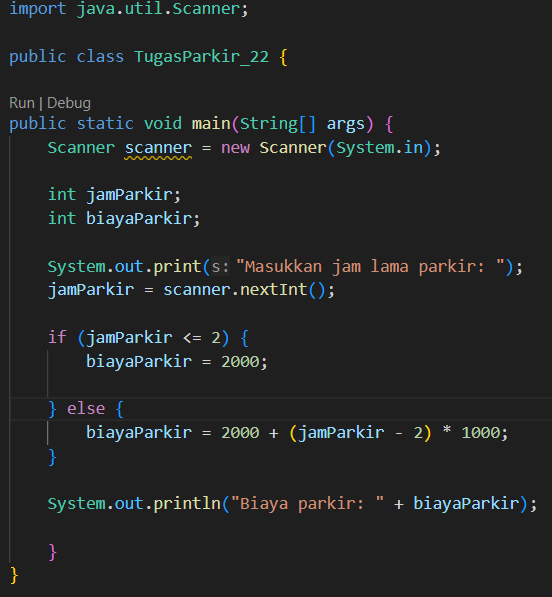 import java.util.Scanner;
public class TugasParkir_22 {
Run | Debug
public static void main(String[] args) {
Scanner scanner = new Scanner(System.in);
int jamParkir;
int biayaParkir;
System.out.print(s: "Masukkan jam lama parkir: ");
jamParkir = scanner.nextInt();
if (jamParkir <= 2) {
biayaParkir = 2000;
} else {
biayaParkir = 2000 + (jamParkir - 2) * 1000;
}
System.out.println("Biaya parkir: " + biayaParkir);
}
}